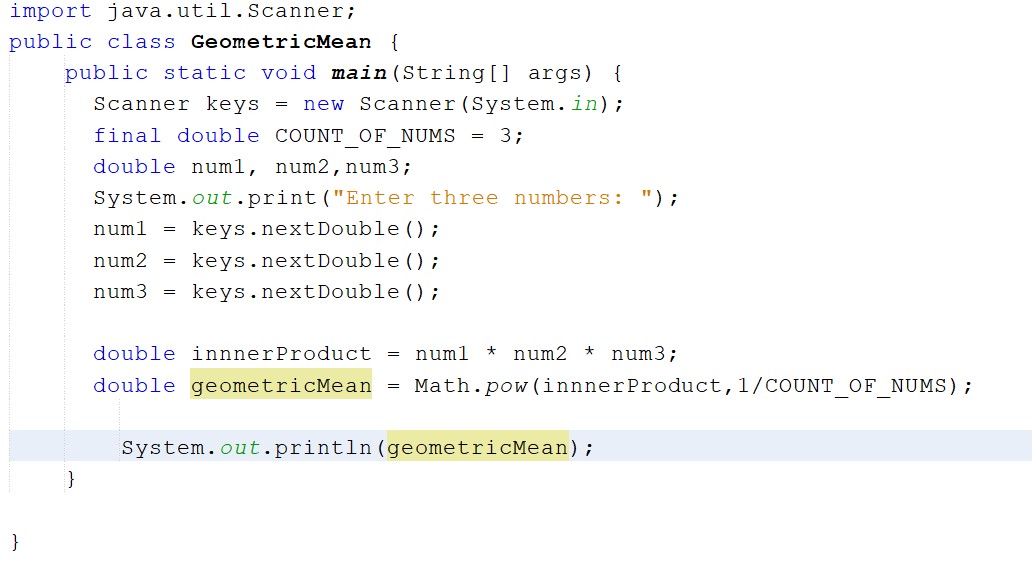 import java.util.Scanner;
public class GeometricMean {
public static void main(String[] args) {
Scanner keys = new Scanner(System.in);
final double COUNT_OF_NUMS = 3;
double num1, num2,num3;
System.out.print("Enter three numbers: ");
num1 = keys.nextDouble();
num2 = keys.nextDouble();
num3 = keys.nextDouble();
double innnerProduct = num1 * num2 * num3;
double geometricMean = Math.pow(innnerProduct,1/COUNT_OF_NUMS);
System.out.println(geometricMean);
}
}